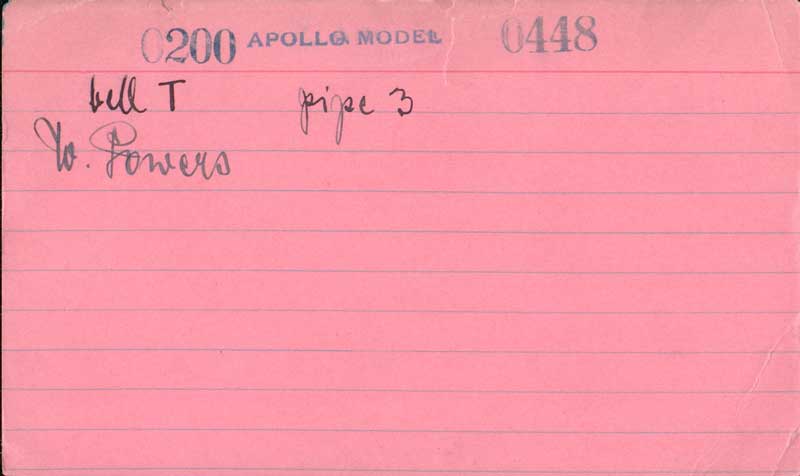 0200 APOLLO MODEL 0448
bell T pipe 3
W. Powers